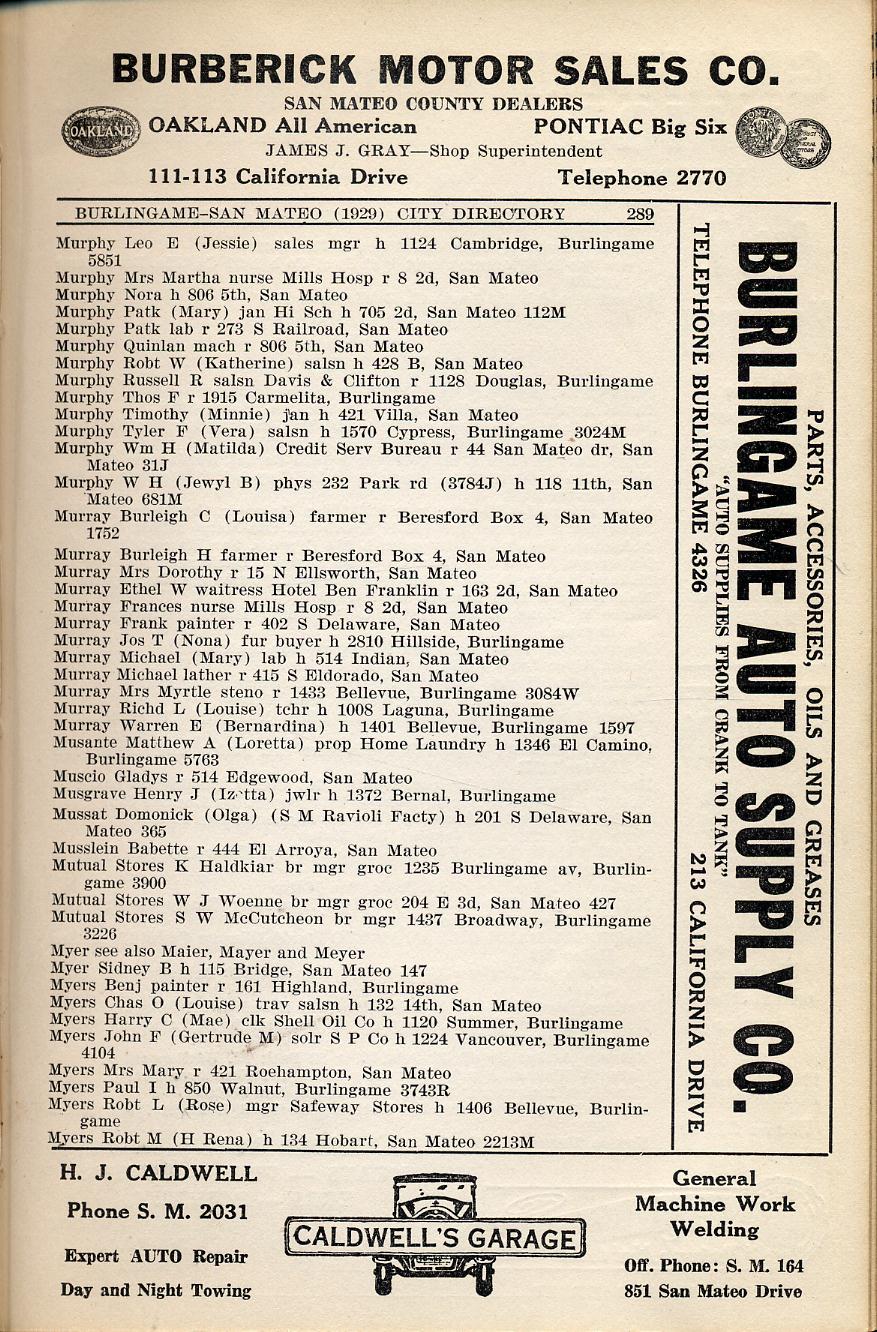 BURBERICK MOTOR SALES CO.
SAN MATEO COUNTY DEALERS
OAKLAND
OAKLAND All American PONTIAC Big Six
JAMES J. GRAY—Shop Superintendent
111-113 California Drive Telephone 2770
BURLINGAME-SAN MATEO (1929) CITY DIRECTORY 289
Murphy Leo E (Jessie) sales mgr h 1124 Cambridge, Burlingame
5851
Murphy Mrs Martha nurse Mills Hosp r 8 2d, San Mateo
Murphy Nora h 806 5th, San Mateo
Murphy Patk (Mary) jan Hi Sch h 705 2d, San Mateo 112M
Murphy Patk lab r 273 S Railroad, San Mateo
Murphy Quinlan mach r 806 5th, San Mateo
Murphy Robt W (Katherine) salsn h 428 B, San Mateo
Murphy Russell R salsn Davis & Clifton r 1128 Douglas, Burlingame
Murphy Thos F r 1915 Carmelita, Burlingame
Murphy Timothy (Minnie) jan h 421 Villa, San Mateo
Murphy Tyler F (Vera) salsn h 1570 Cypress, Burlingame 3024M
Murphy Wm H (Matilda) Credit Serv Bureau r 44 San Mateo dr, San
Mateo 31J
Murphy W H (Jewyl B) phys 232 Park rd (3784J) h 118 11th, San
Mateo 681M
Murray Burleigh C (Louisa) farmer r Beresford Box 4, San Mateo
1752
Murray Burleigh H farmer r Beresford Box 4, San Mateo
Murray Mrs Dorothy r 15 N Ellsworth, San Mateo
Murray Ethel W waitress Hotel Ben Franklin r 163 2d, San Mateo
Murray Frances nurse Mills Hosp r 8 2d, San Mateo
Murray Frank painter r 402 S Delaware, San Mateo
Murray Jos T (Nona) fur buyer h 2810 Hillside, Burlingame
Murray Michael (Mary) lab h 514 Indian, San Mateo
Murray Michael lather r 415 S Eldorado, San Mateo
Murray Mrs Myrtle steno r 1433 Bellevue, Burlingame 3084W
Murray Richd L (Louise) tchr h 1008 Laguna, Burlingame
Murray Warren E (Bernardina) h 1401 Bellevue, Burlingame 1597
Musante Matthew A (Loretta) prop Home Laundry h 1346 El Camino,
Burlingame 5763
Muscio Gladys r 514 Edgewood, San Mateo
Musgrave Henry J (Izetta) jwlr h 1372 Bernal, Burlingame
Mussat Domonick (Olga) (S M Ravioli Facty) h 201 S Delaware, San
Mateo 365
Musslein Babette r 444 El Arroya, San Mateo
Mutual Stores K Haldkiar br mgr groc 1235 Burlingame av, Burlin-
game 3900
Mutual Stores W J Woenne br mgr groc 204 E 3d, San Mateo 427
Mutual Stores S W McCutcheon br mgr 1437 Broadway, Burlingame
3226
Myer see also Maier, Mayer and Meyer
Myer Sidney B h 115 Bridge, San Mateo 147
Myers Benj painter r 161 Highland, Burlingame
Myers Chas O (Louise) trav salsn h 132 14th, San Mateo
Myers Harry C (Mae) clk Shell Oil Co h 1120 Summer, Burlingame
Myers John F (Gertrude M) solr S P Co h 1224 Vancouver, Burlingame
4104
Myers Mrs Mary r 421 Roehampton, San Mateo
Myers Paul I h 850 Walnut, Burlingame 3743R
Myers Robt L (Rose) mgr Safeway Stores h 1406 Bellevue, Burlin-
game
Myers Robt M (H Rena) h 134 Hobart, San Mateo 2213M
PARTS, ACCESSORIES, OILS AND GREASES
BURLINGAME AUTO SUPPLY CO.
"AUTO SUPPLIES FROM CRANK TO TANK"
TELEPHONE BURLINGAME 4326 213 CALIFORNIA DRIVE
H. J. CALDWELL
Phone S. M. 2031
Expert AUTO Repair
Day and Night Towing
CALDWELL'S GARAGE
General
Machine Work
Welding
Off. Phone: S. M. 164
851 San Mateo Drive